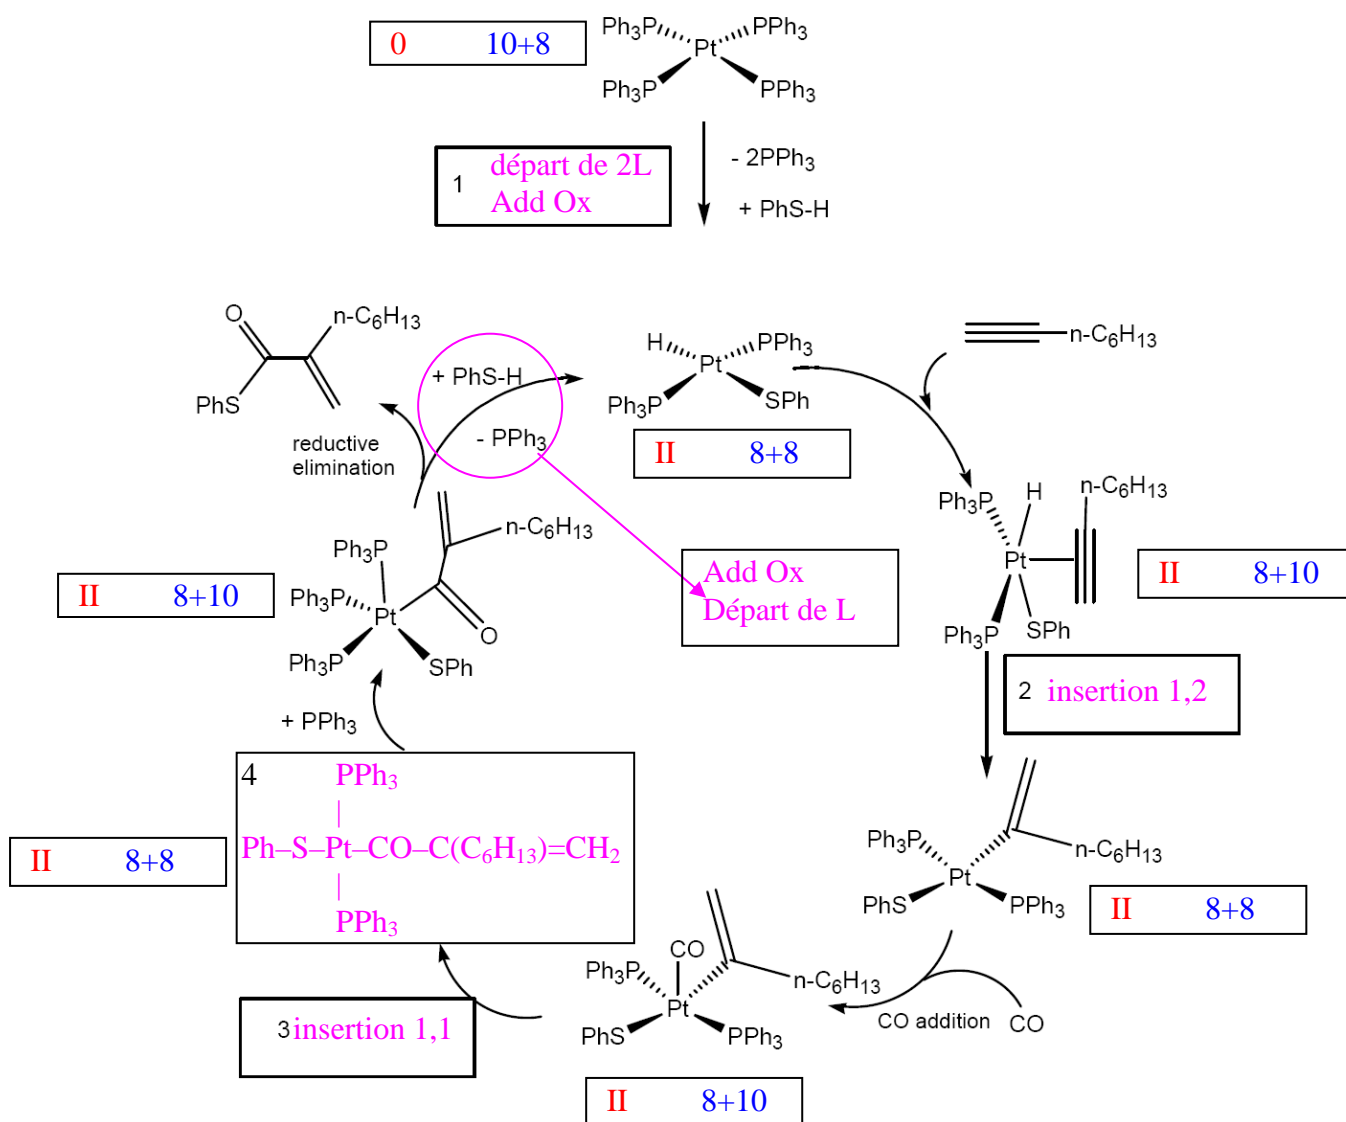 0 10+8
Ph₃P PPh₃
Pt
Ph₃P PPh₃
1 départ de 2L
Add Ox
- 2PPh₃
+ PhS-H
O
n-C₆H₁₃
PhS
reductive
elimination
+ PhS-H
- PPh₃
H PPh₃
Pt
Ph₃P SPh
II 8+8
n-C₆H₁₃
n-C₆H₁₃
Ph₃P H
Pt
Ph₃P SPh
II 8+10
Add Ox
Départ de L
II 8+10
n-C₆H₁₃
Ph₃P
Ph₃P
Pt
O
Ph₃P SPh
+ PPh₃
2 insertion 1,2
4
PPh₃
|
Ph–S–Pt–CO–C(C₆H₁₃)=CH₂
|
PPh₃
II 8+8
Ph₃P
n-C₆H₁₃
Pt
PhS PPh₃
II 8+8
CO
Ph₃P
n-C₆H₁₃
Pt
PhS PPh₃
CO addition CO
3 insertion 1,1
II 8+10